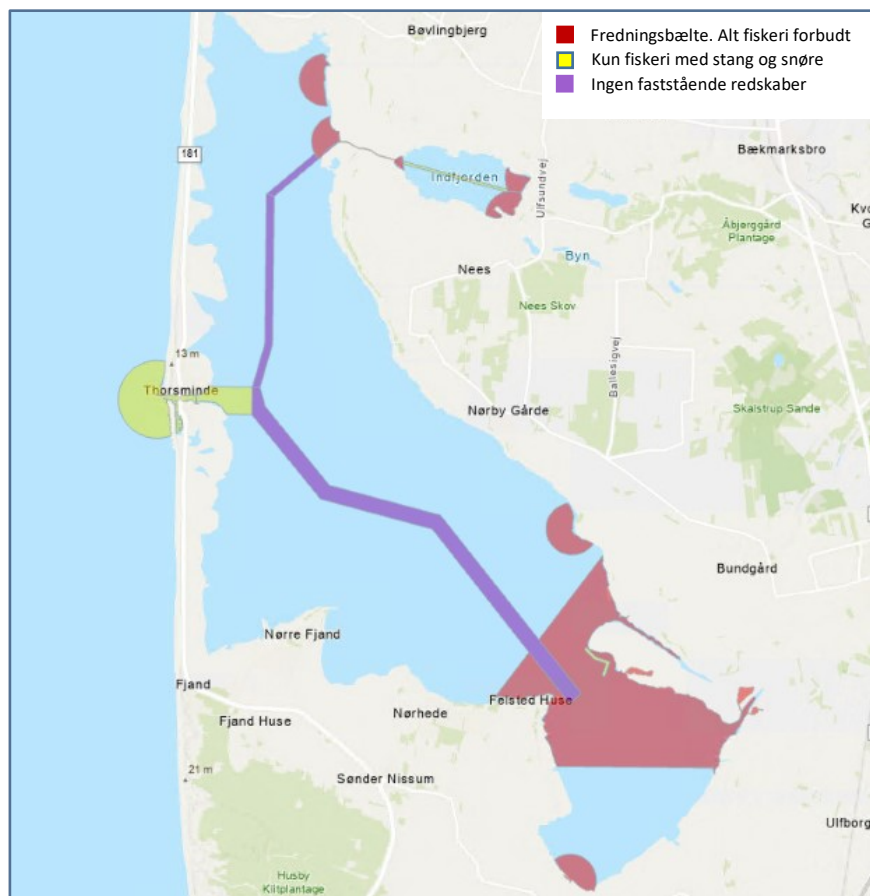 Fredningsbælte. Alt fiskeri forbudt
Kun fiskeri med stang og snøre
Ingen faststående redskaber
Bøvlingbjerg
181
Bækmarksbro
Indfjorden
Ulfsundvej
Kvo
G
Åbjerggård
Plantage
Byn
Nees
Nees Skov
13 m
Thorsminde
Ballesigvej
Nørby Gårde
Skalstrup Sande
Bundgård
Nørre Fjand
Fjand
Felsted Huse
Nørhede
Fjand Huse
21 m
Sønder Nissum
Ulfborg
Husby
Klitplantage